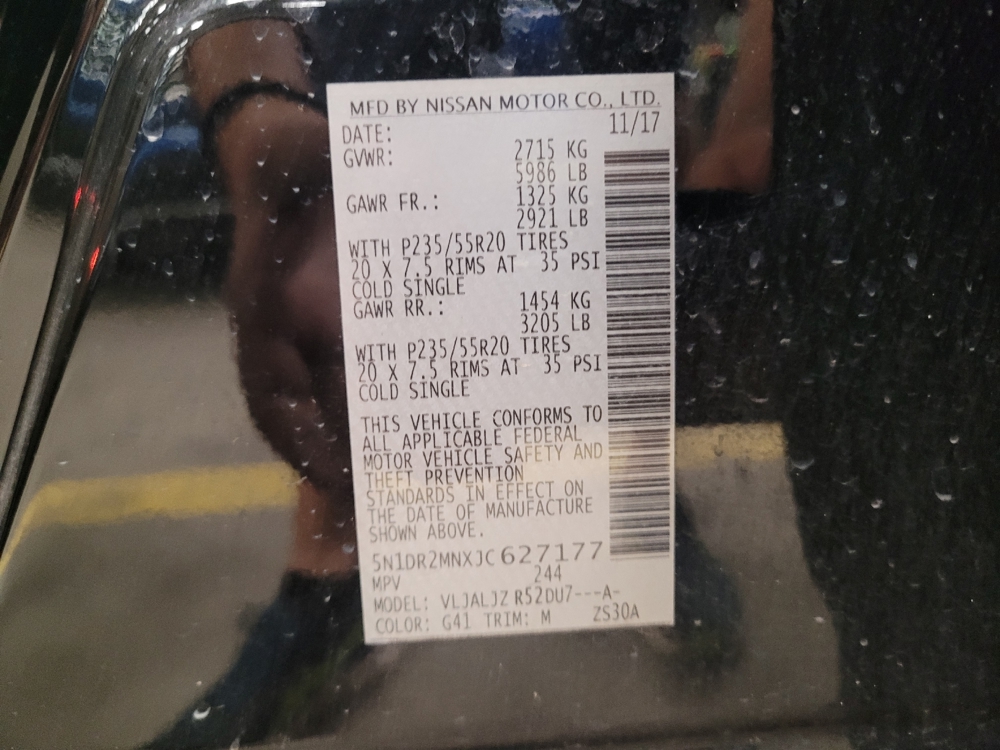 MFD BY NISSAN MOTOR CO., LTD.
DATE: 11/17
GVWR: 2715 KG
5986 LB
GAWR FR.: 1325 KG
2921 LB
WITH P235/55R20 TIRES
20 X 7.5 RIMS AT 35 PSI
COLD SINGLE
GAWR RR.: 1454 KG
3205 LB
WITH P235/55R20 TIRES
20 X 7.5 RIMS AT 35 PSI
COLD SINGLE
THIS VEHICLE CONFORMS TO
ALL APPLICABLE FEDERAL
MOTOR VEHICLE SAFETY AND
THEFT PREVENTION
STANDARDS IN EFFECT ON
THE DATE OF MANUFACTURE
SHOWN ABOVE.
5N1DR2MNXJC 627177
MPV 244
MODEL: VLJALJZ R52DU7---A-
COLOR: G41 TRIM: M ZS30A